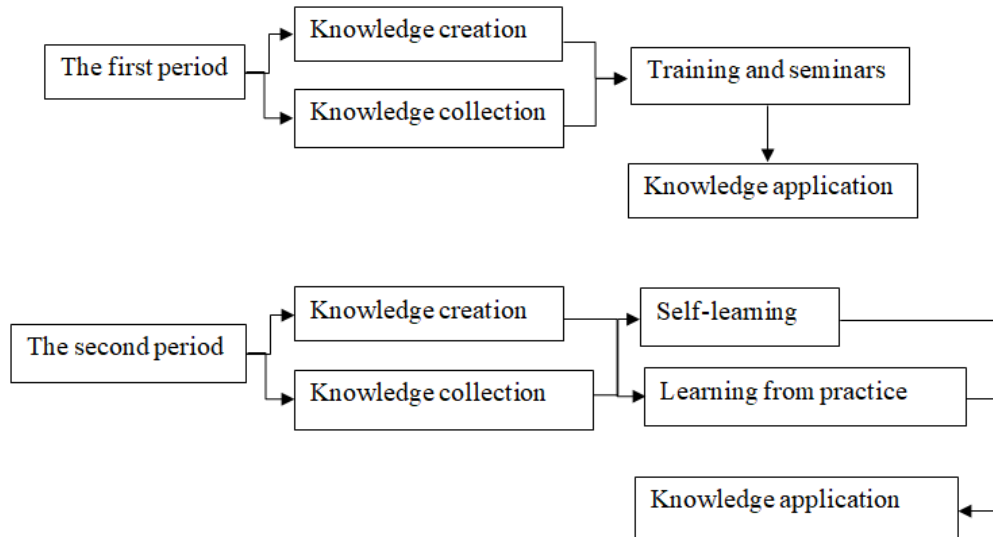 The first period
Knowledge creation
Knowledge collection
Training and seminars
Knowledge application
The second period
Knowledge creation
Knowledge collection
Self-learning
Learning from practice
Knowledge application